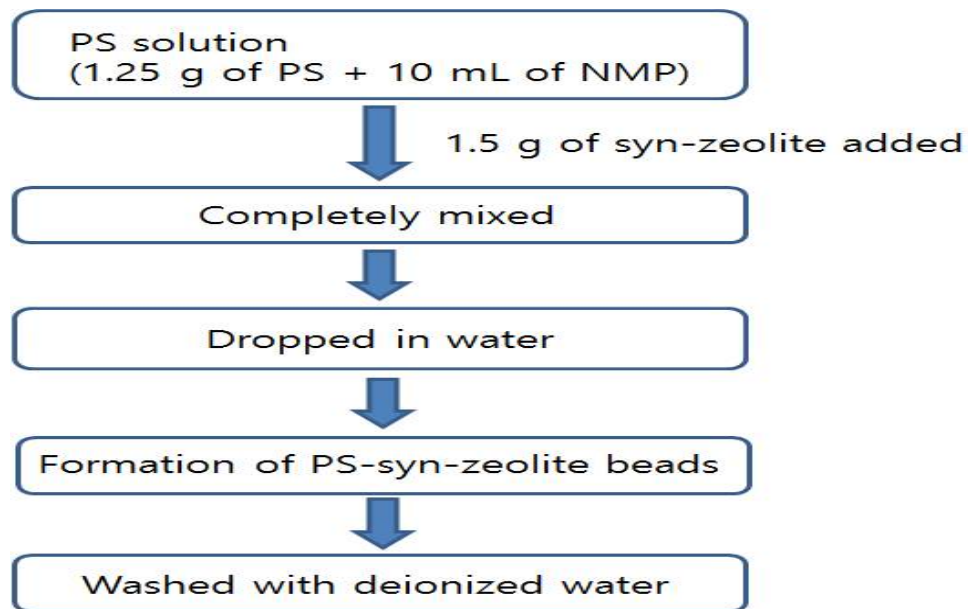 PS solution
(1.25 g of PS + 10 mL of NMP)
1.5 g of syn-zeolite added
Completely mixed
Dropped in water
Formation of PS-syn-zeolite beads
Washed with deionized water